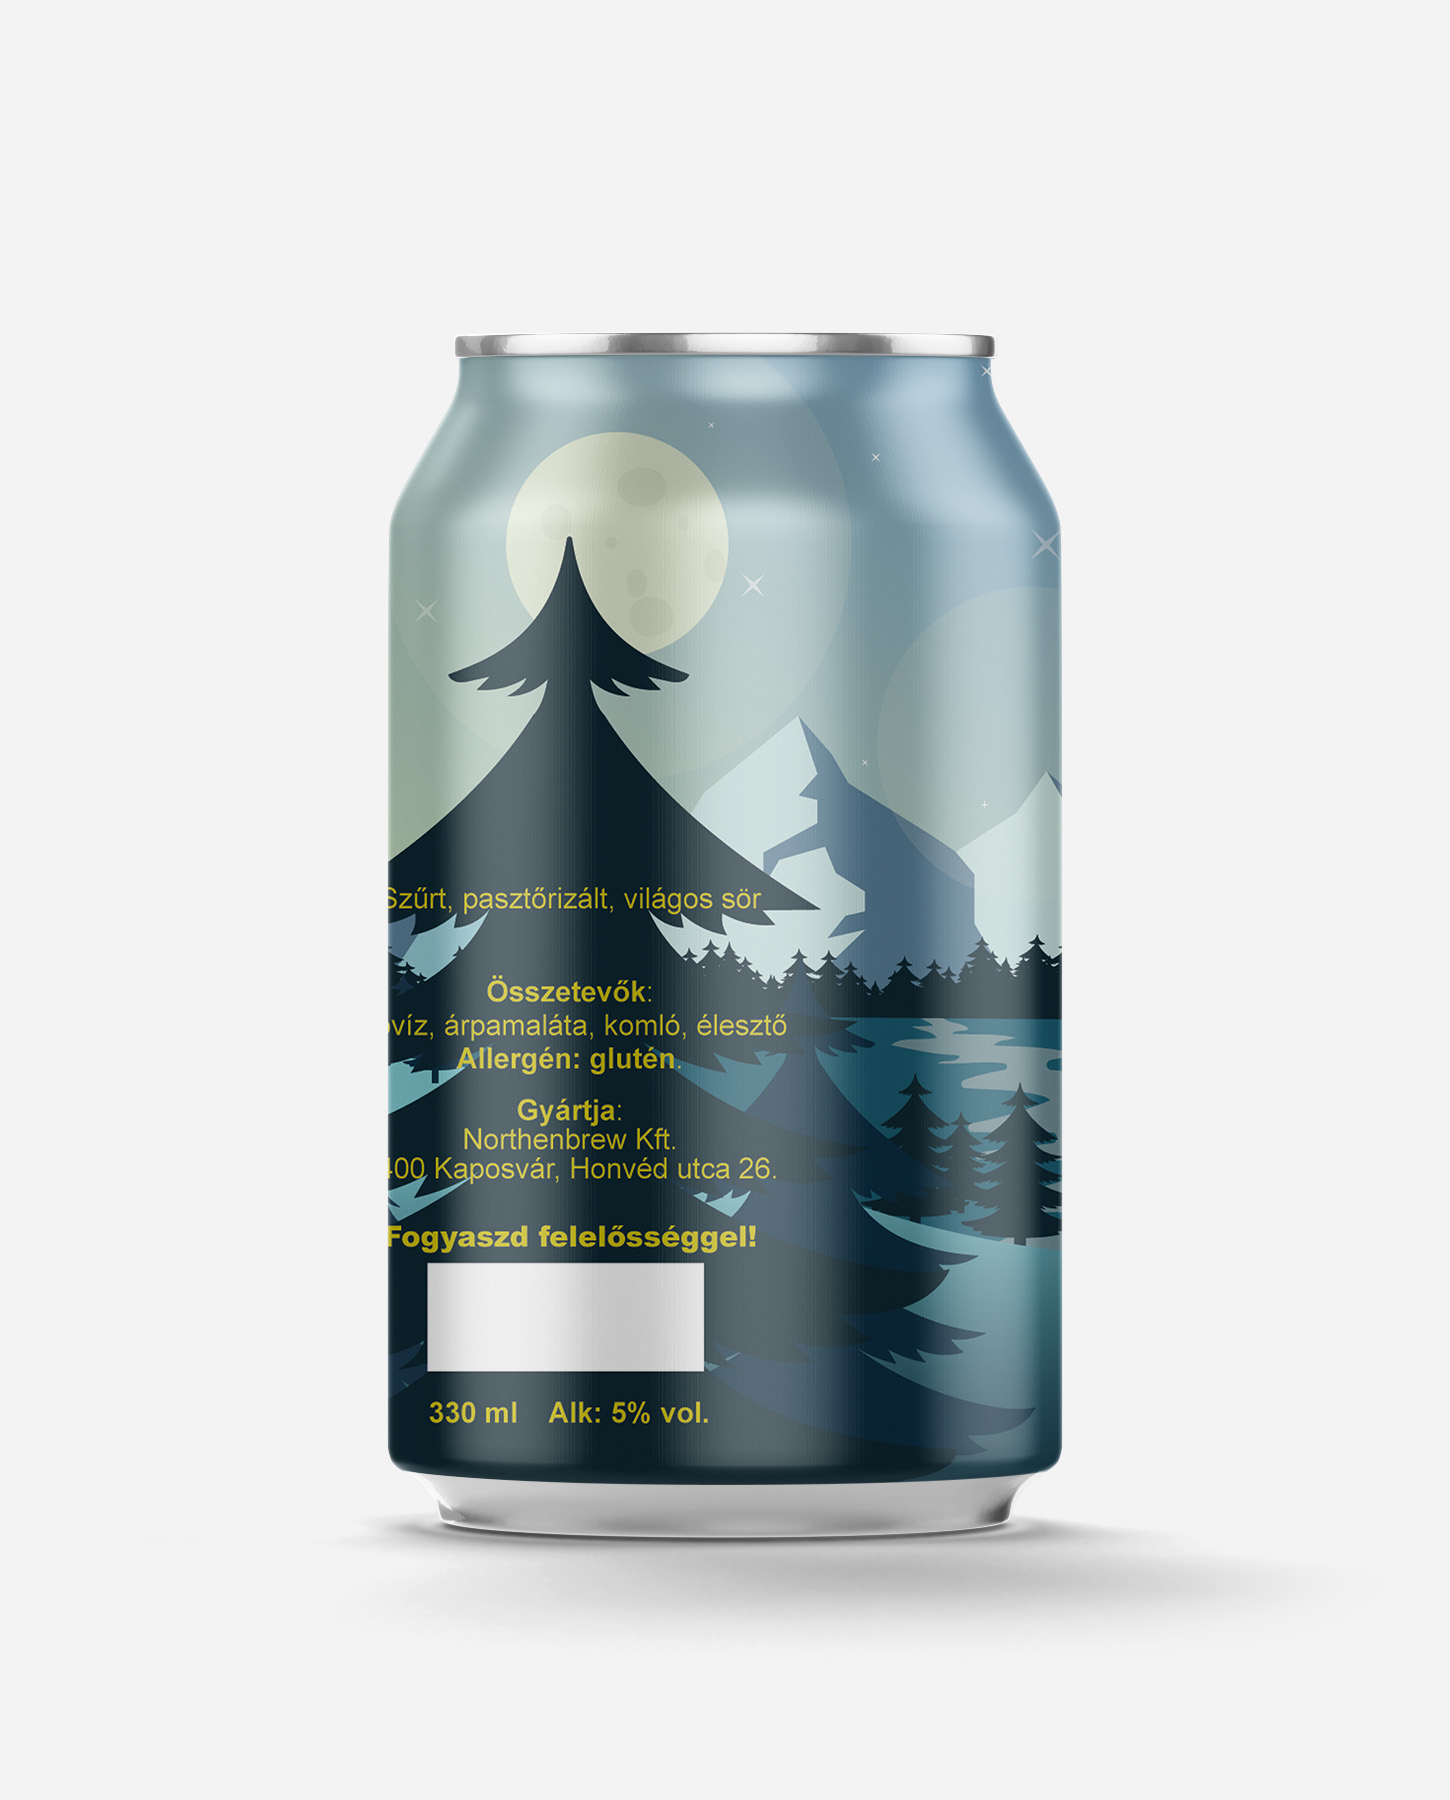 Szűrt, pasztőrizált, világos sör
Összetevők:
árpamaláta, komló, élesztő
Allergén: glutén.
Gyártja:
Northenbrew Kft.
Kaposvár, Honvéd utca 26.
Fogyaszd felelősséggel!
330 ml Alk: 5% vol.